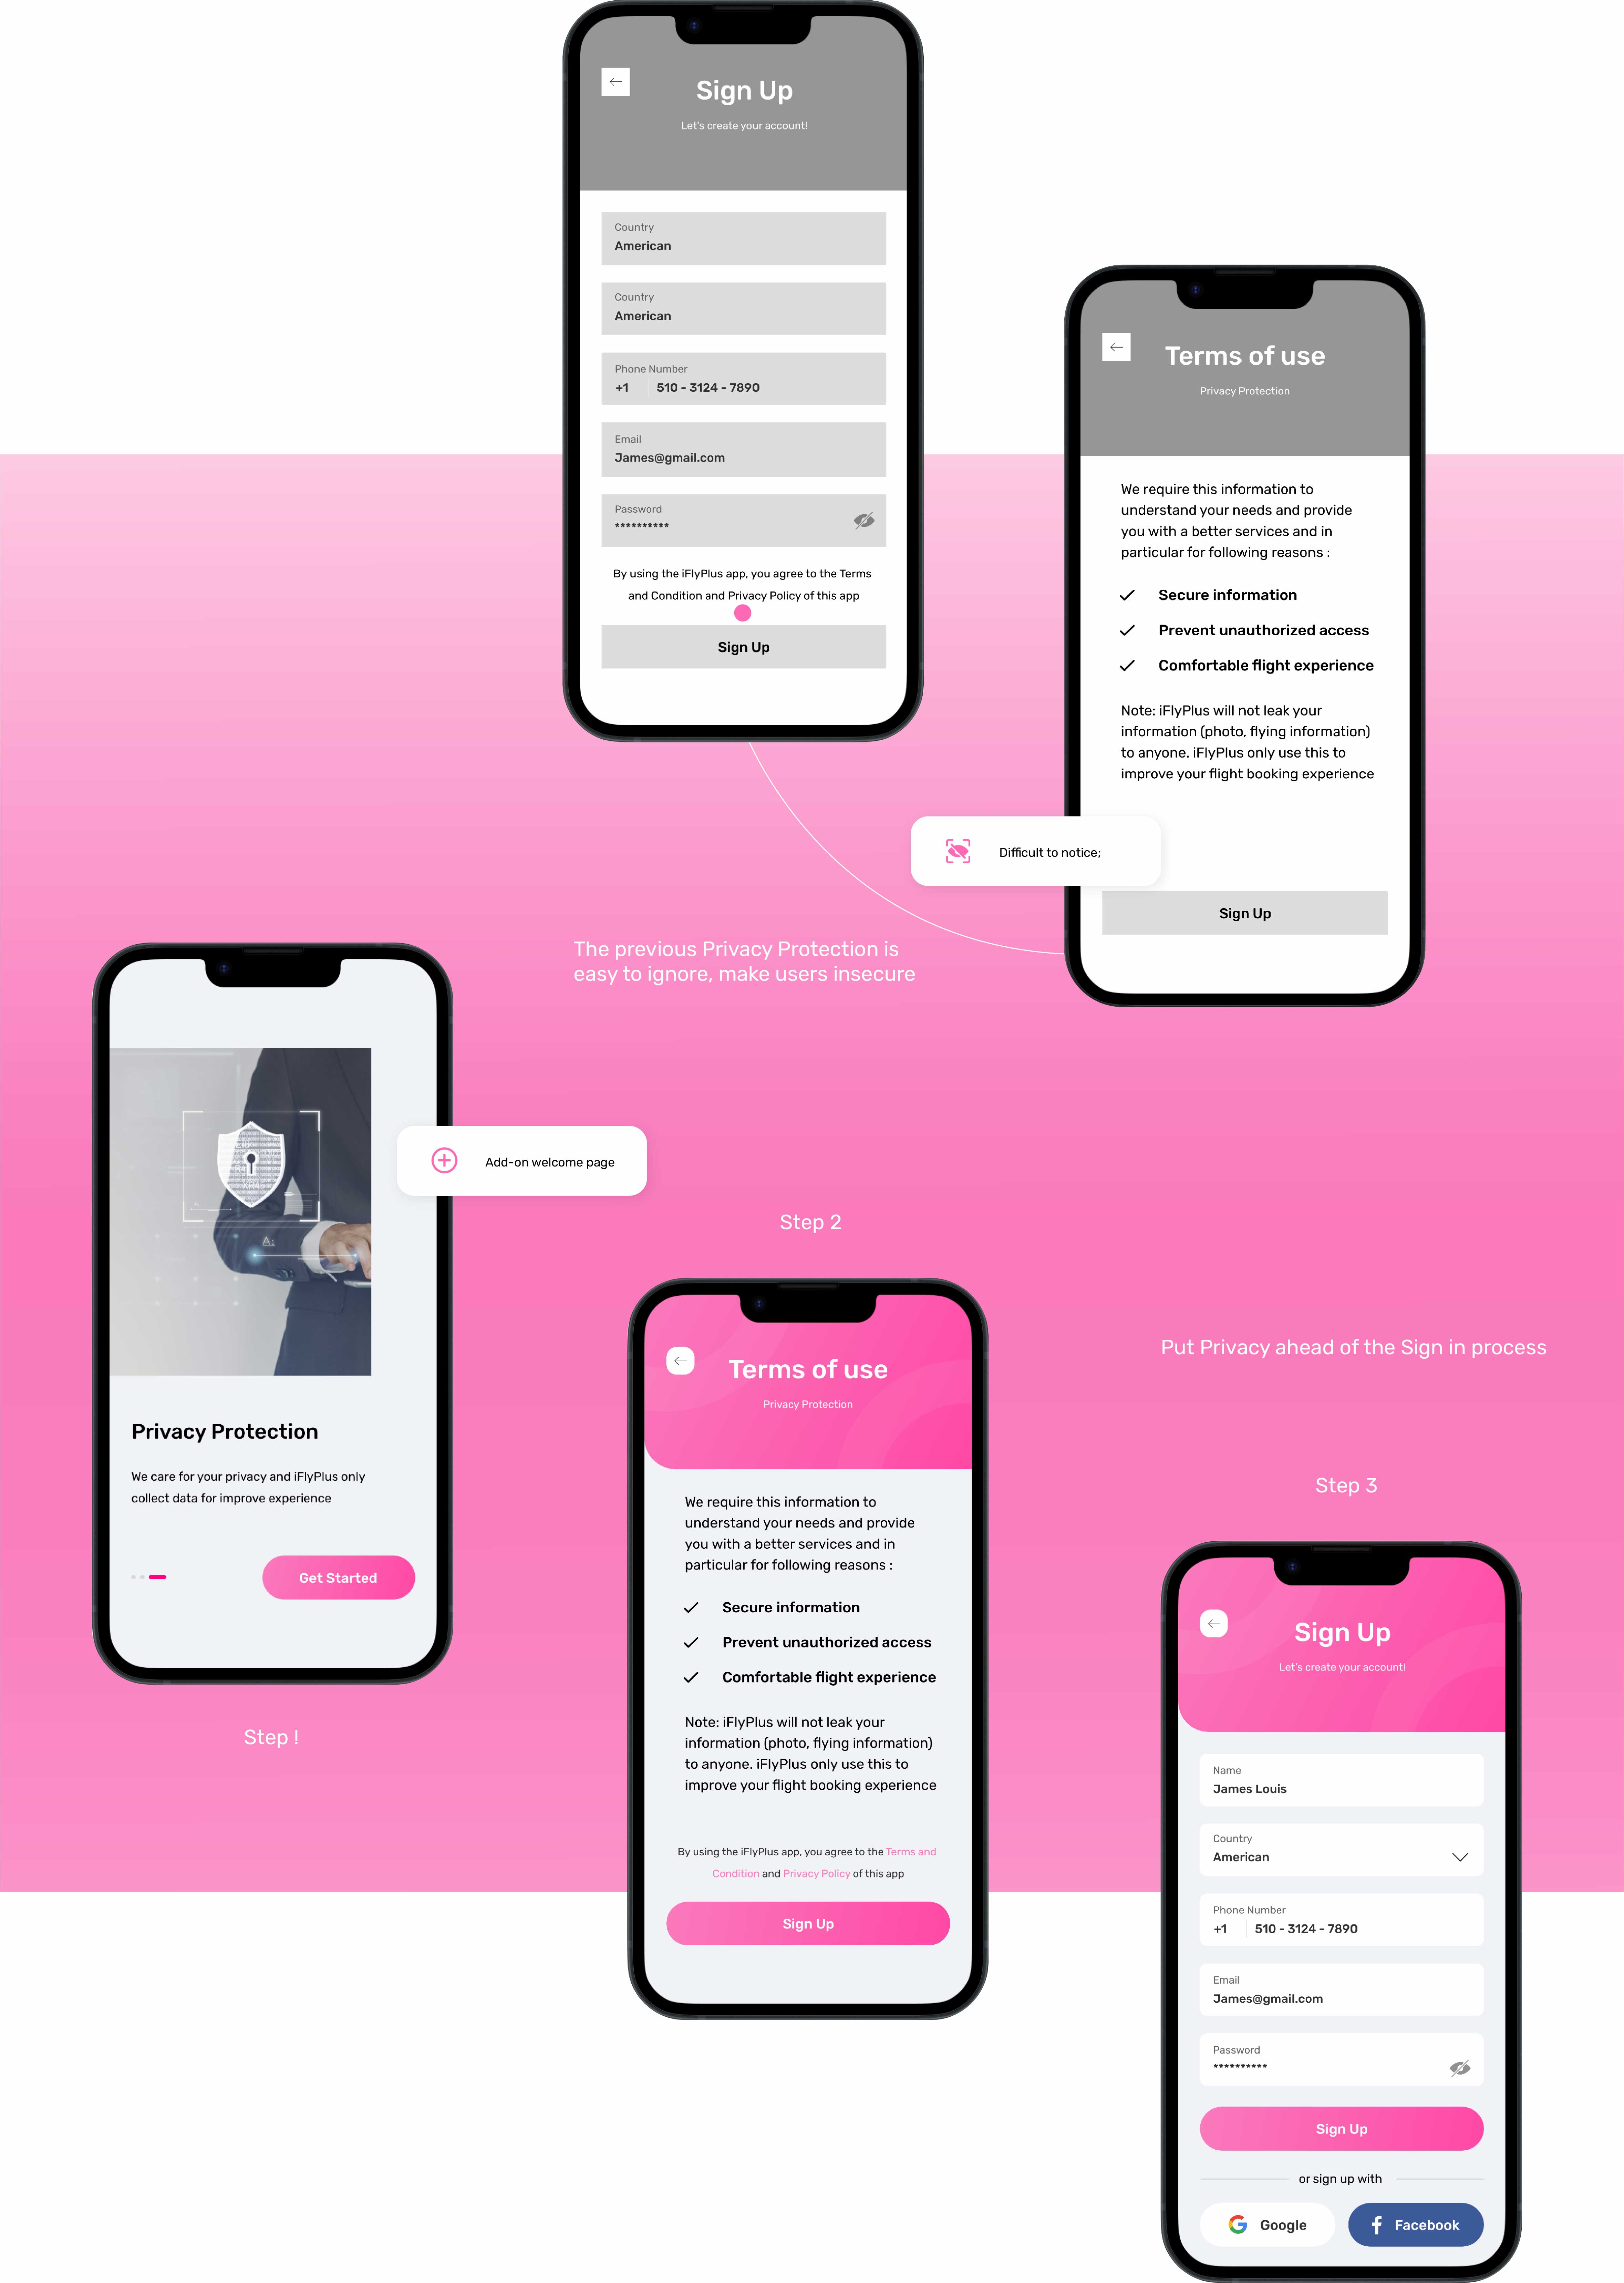 Sign Up
Let's create your account!
Country
American
Country
American
Phone Number
+1 510 - 3124 - 7890
Email
James@gmail.com
Password
**********
By using the iFlyPlus app, you agree to the Terms
and Condition and Privacy Policy of this app
Sign Up
Terms of use
Privacy Protection
We require this information to
understand your needs and provide
you with a better services and in
particular for following reasons :
Secure information
Prevent unauthorized access
Comfortable flight experience
Note: iFlyPlus will not leak your
information (photo, flying information)
to anyone. iFlyPlus only use this to
improve your flight booking experience
Difficult to notice;
Sign Up
The previous Privacy Protection is
easy to ignore, make users insecure
Add-on welcome page
Privacy Protection
We care for your privacy and iFlyPlus only
collect data for improve experience
Get Started
Step !
Step 2
Terms of use
Privacy Protection
We require this information to
understand your needs and provide
you with a better services and in
particular for following reasons :
Secure information
Prevent unauthorized access
Comfortable flight experience
Note: iFlyPlus will not leak your
information (photo, flying information)
to anyone. iFlyPlus only use this to
improve your flight booking experience
By using the iFlyPlus app, you agree to the Terms and
Condition and Privacy Policy of this app
Sign Up
Put Privacy ahead of the Sign in process
Step 3
Sign Up
Let's create your account!
Name
James Louis
Country
American
Phone Number
+1 510 - 3124 - 7890
Email
James@gmail.com
Password
**********
Sign Up
or sign up with
Google
Facebook